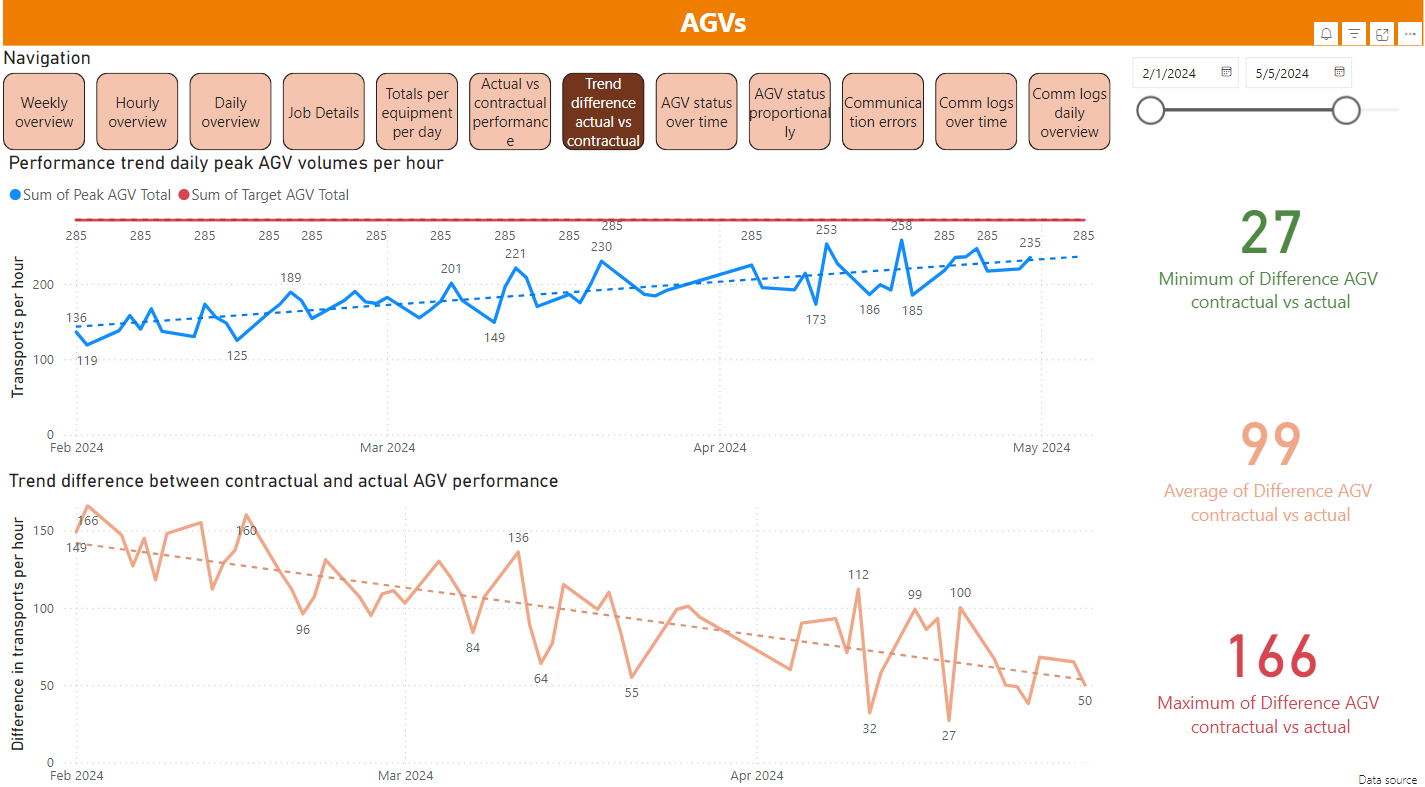 AGVs
Navigation
Weekly
overview
Hourly
overview
Daily
overview
Job Details
Totals per
equipment
per day
Actual vs
contractual
performanc
e
Trend
difference
actual vs
contractual
AGV status
over time
AGV status
proportional
ly
Communica
tion errors
Comm logs
over time
Comm logs
daily
overview
2/1/2024
5/5/2024
Performance trend daily peak AGV volumes per hour
Sum of Peak AGV Total
Sum of Target AGV Total
Transports per hour
200
100
0
285
285
285
285
285
285
285
285
285
285
285
285
285
285
136
119
125
189
201
149
221
230
173
253
186
258
185
235
Feb 2024
Mar 2024
Apr 2024
May 2024
Trend difference between contractual and actual AGV performance
Difference in transports per hour
150
100
50
0
166
149
160
96
84
136
64
55
112
32
99
27
100
50
Feb 2024
Mar 2024
Apr 2024
27
Minimum of Difference AGV
contractual vs actual
99
Average of Difference AGV
contractual vs actual
166
Maximum of Difference AGV
contractual vs actual
Data source